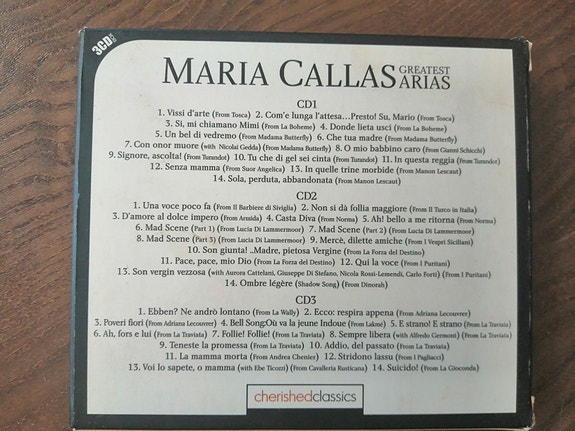 3CD
MARIA CALLAS GREATEST ARIAS
CD1
1. Vissi d'arte (From Tosca) 2. Com'e lunga l'attesa...Presto! Su, Mario (From Tosca)
3. Si, mi chiamano Mimi (From La Boheme) 4. Donde lieta usci (From La Boheme)
5. Un bel di vedremo (From Madama Butterfly) 6. Che tua madre (From Madama Butterfly)
7. Con onor muore (with Nicolai Gedda) (From Madama Butterfly) 8. O mio babbino caro (From Gianni Schicchi)
9. Signore, ascolta! (From Turandot) 10. Tu che di gel sei cinta (From Turandot) 11. In questa reggia (From Turandot)
12. Senza mamma (From Suor Angelica) 13. In quelle trine morbide (From Manon Lescaut)
14. Sola, perduta, abbandonata (From Manon Lescaut)
CD2
1. Una voce poco fa (From Il Barbiere di Siviglia) 2. Non si dà follia maggiore (From Il Turco in Italia)
3. D'amore al dolce impero (From Armida) 4. Casta Diva (From Norma) 5. Ah! bello a me ritorna (From Norma)
6. Mad Scene (Part 1) (From Lucia Di Lammermoor) 7. Mad Scene (Part 2) (From Lucia Di Lammermoor)
8. Mad Scene (Part 3) (From Lucia Di Lammermoor) 9. Mercè, dilette amiche (From I Vespri Siciliani)
10. Son giunta! ..Madre, pietosa Vergine (From La Forza del Destino)
11. Pace, pace, mio Dio (From La Forza del Destino) 12. Qui la voce (From I Puritani)
13. Son vergin vezzosa (with Aurora Cattelani, Giuseppe Di Stefano, Nicola Rossi-Lemendi, Carlo Forti) (From I Puritani)
14. Ombre légère (Shadow Song) (From Dinorah)
CD3
1. Ebben? Ne andrò lontano (From La Wally) 2. Ecco: respira appena (From Adriana Lecouvrer)
3. Poveri fiori (From Adriana Lecouvrer) 4. Bell Song:Où va la jeune Indoue (From Lakme) 5. E strano! E strano (From La Traviata)
6. Ah, fors e lui (From La Traviata) 7. Follie! Follie! (From La Traviata) 8. Sempre libera (with Alfredo Germont) (From La Traviata)
9. Teneste la promessa (From La Traviata) 10. Addio, del passato (From La Traviata)
11. La mamma morta (From Andrea Chenier) 12. Stridono lassu (From I Pagliacci)
13. Voi lo sapete, o mamma (with Ebe Ticozzi) (From Cavalleria Rusticana) 14. Suicido! (From La Gioconda)
cherishedclassics